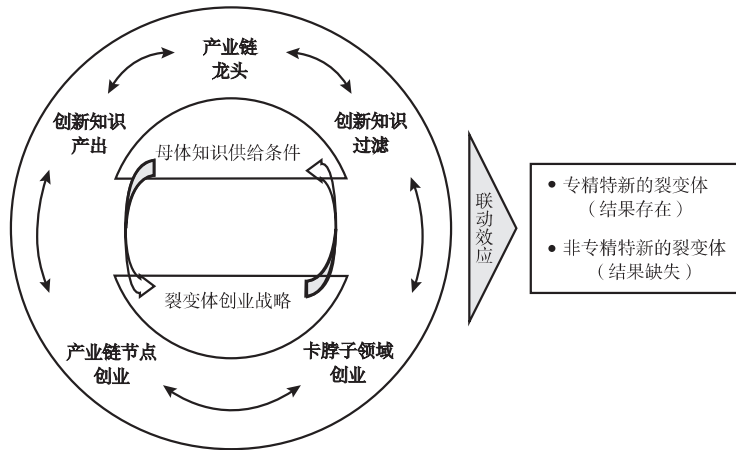 产业链
龙头
创新知识
产出
创新知识
过滤
母体知识供给条件
裂变体创业战略
产业链节点
创业
卡脖子领域
创业
联动效应
● 专精特新的裂变体
（结果存在）
● 非专精特新的裂变体
（结果缺失）